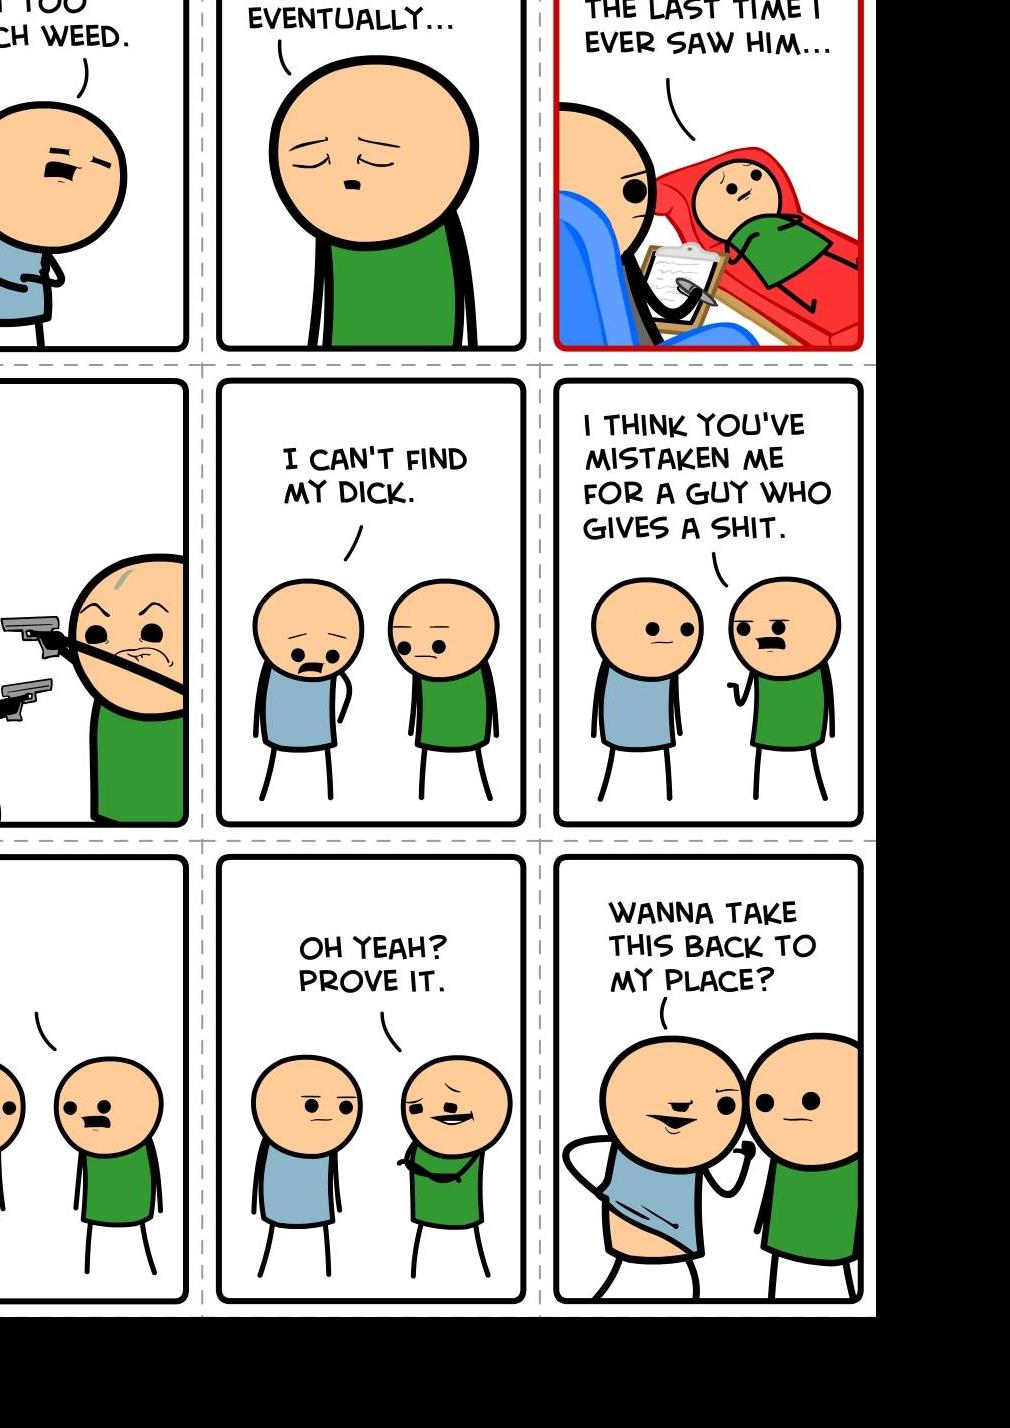 TOO
WEED.
EVENTUALLY...
THE LAST TIME I
EVER SAW HIM...
I CAN'T FIND
MY DICK.
I THINK YOU'VE
MISTAKEN ME
FOR A GUY WHO
GIVES A SHIT.
OH YEAH?
PROVE IT.
WANNA TAKE
THIS BACK TO
MY PLACE?